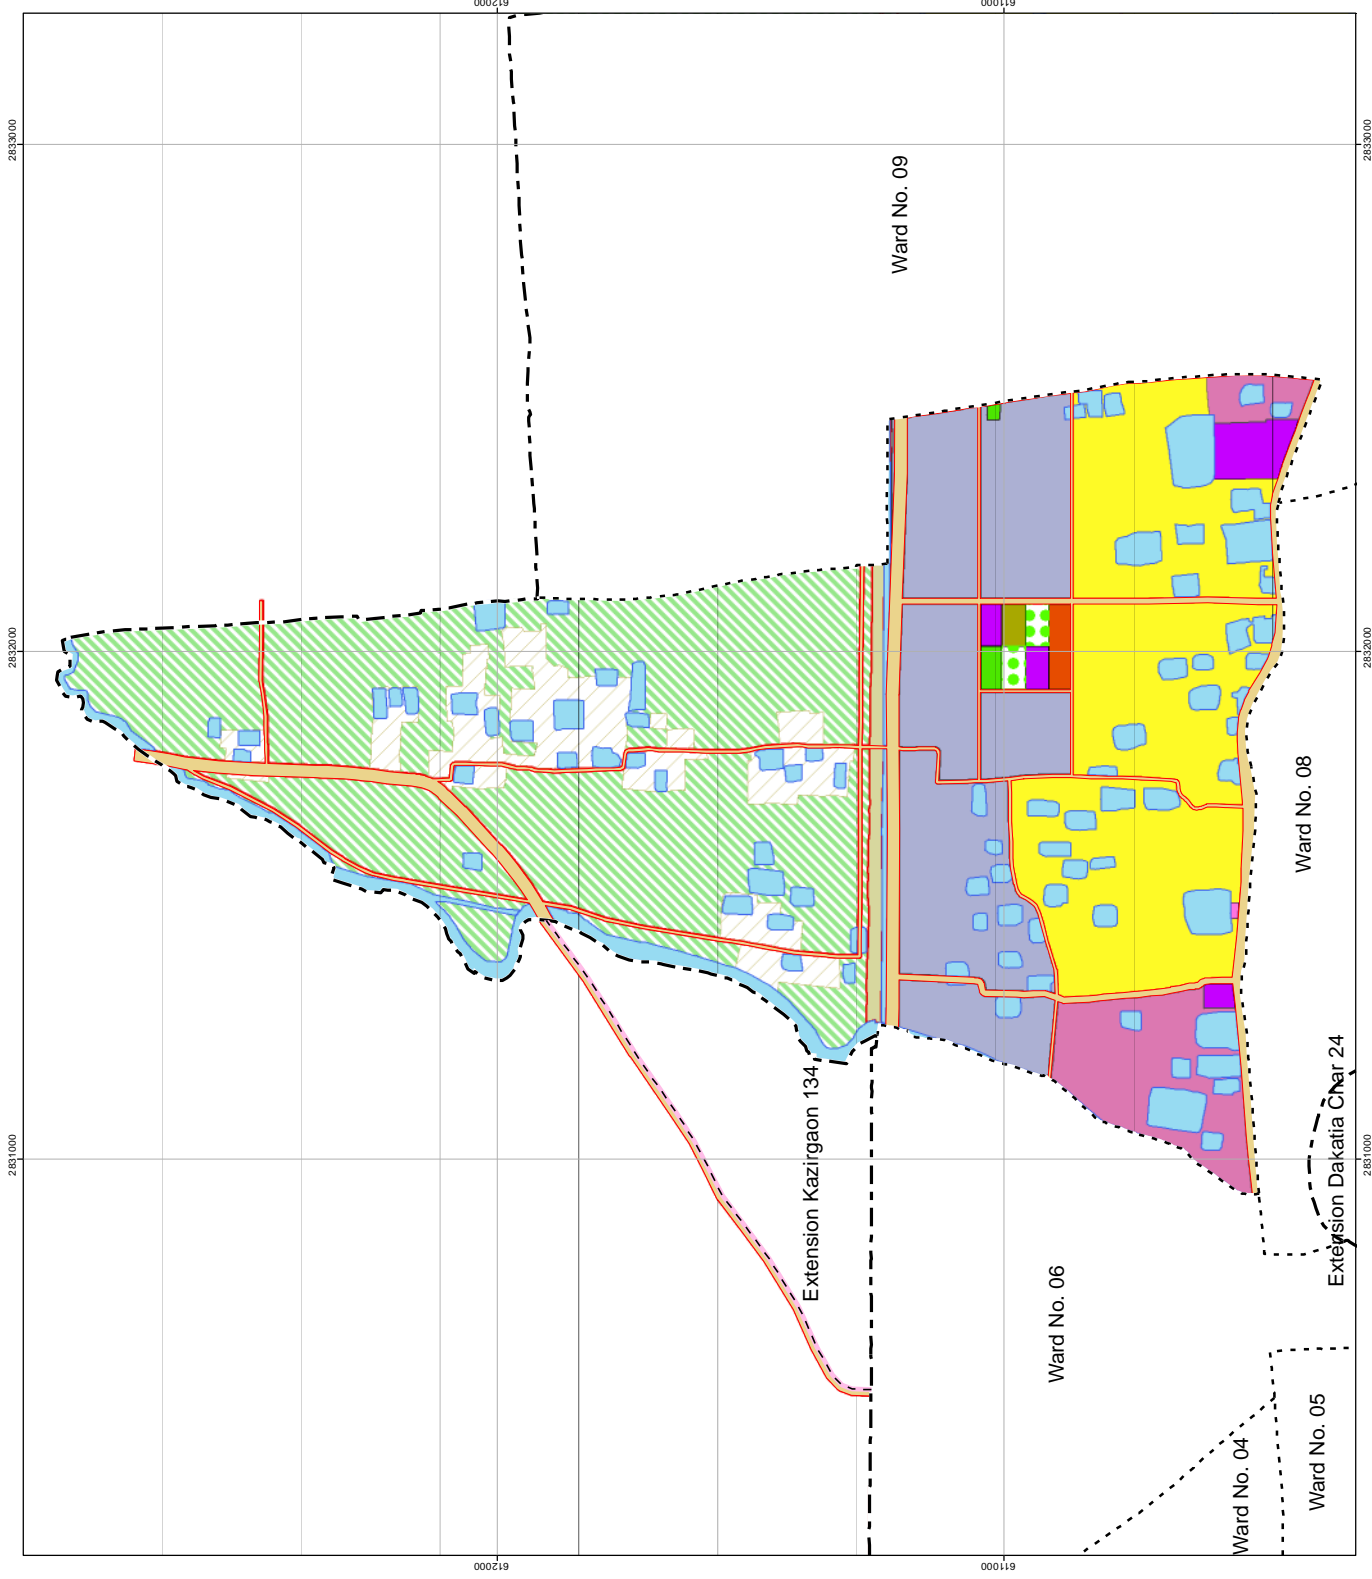 612000
611000
2833000
2833000
Ward No. 09
2832000
2832000
Ward No. 08
Extension Kazirgaon 134
Extension Dakatia Char 24
2831000
2831000
Ward No. 06
Ward No. 05
Ward No. 04
612000
611000